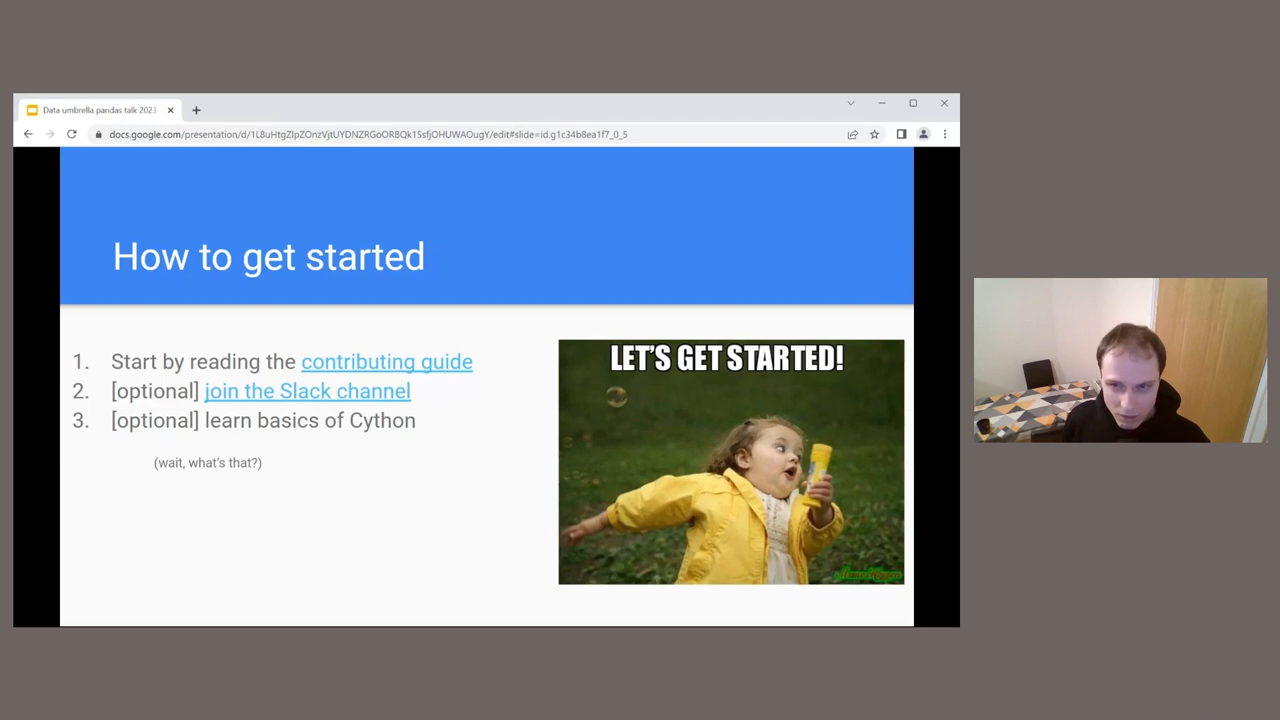 Data umbrella pandas talk 2023
docs.google.com/presentation/d/1L8uHtgZlpZOnzVjtUYDNZRGoORBQk15sfjOHUWAOugY/edit#slide=id.g1c34b8ea1f7_0_5
How to get started
1. Start by reading the contributing guide
2. [optional] join the Slack channel
3. [optional] learn basics of Cython
(wait, what's that?)
LET'S GET STARTED!